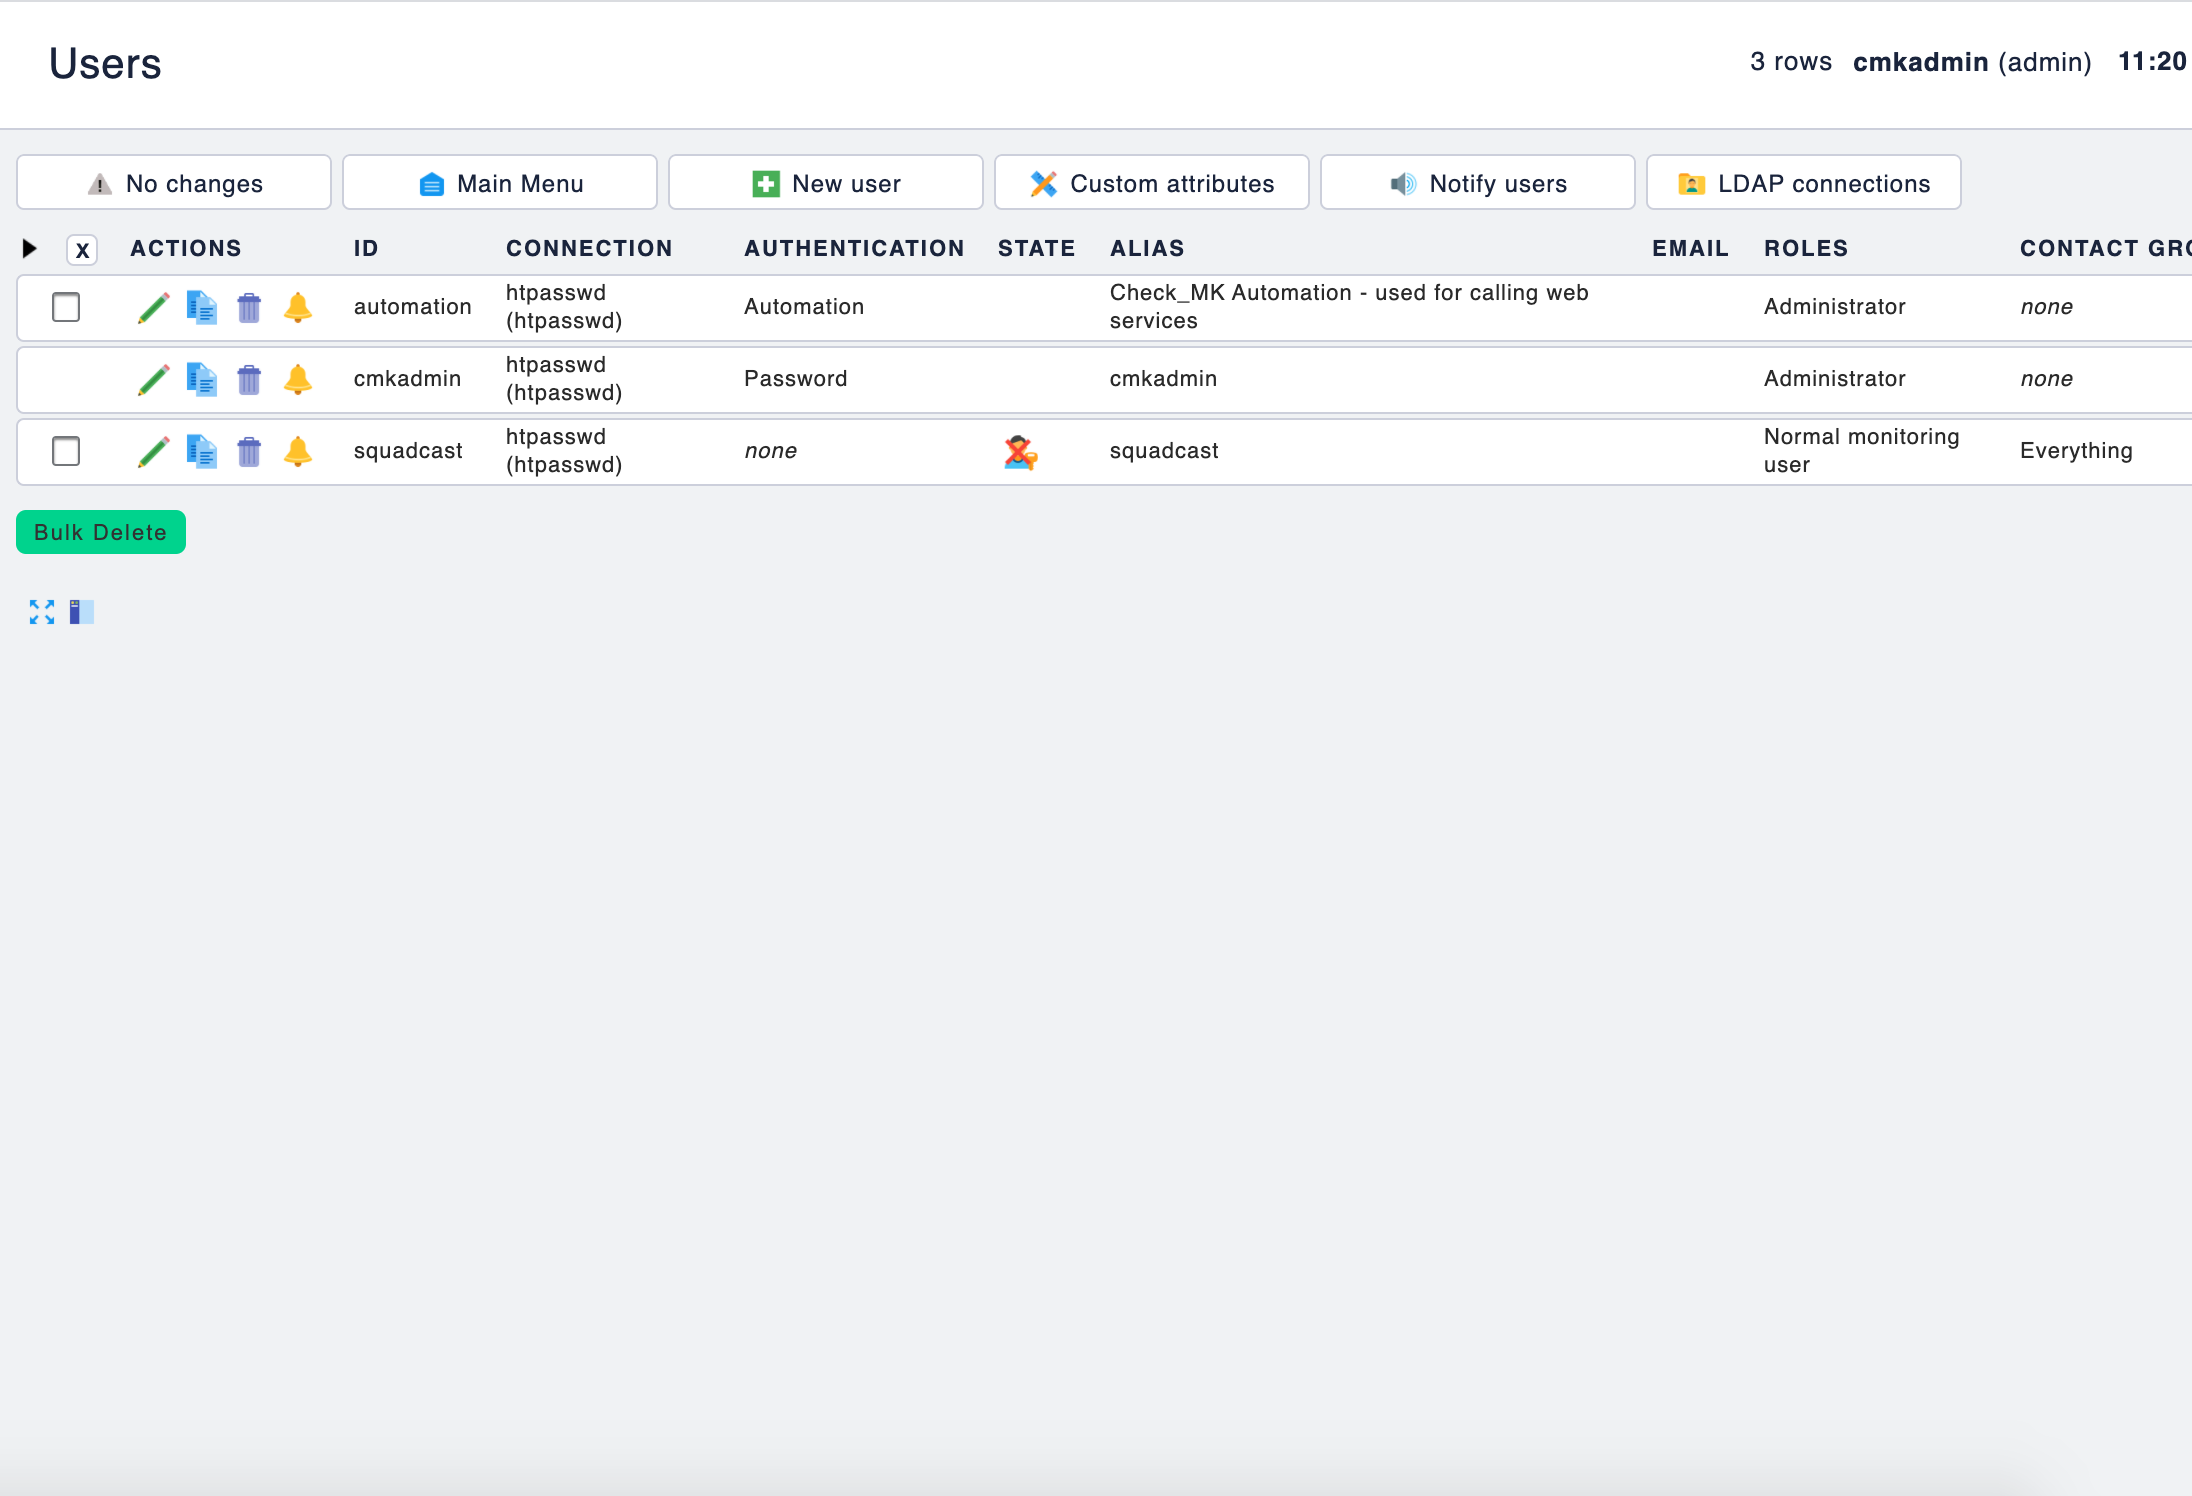 Users
3 rows cmkadmin (admin) 11:20
No changes
Main Menu
New user
Custom attributes
Notify users
LDAP connections
X ACTIONS ID CONNECTION AUTHENTICATION STATE ALIAS EMAIL ROLES CONTACT GRO
automation htpasswd (htpasswd) Automation Check_MK Automation - used for calling web services Administrator none
cmkadmin htpasswd (htpasswd) Password cmkadmin Administrator none
squadcast htpasswd (htpasswd) none squadcast Normal monitoring user Everything
Bulk Delete